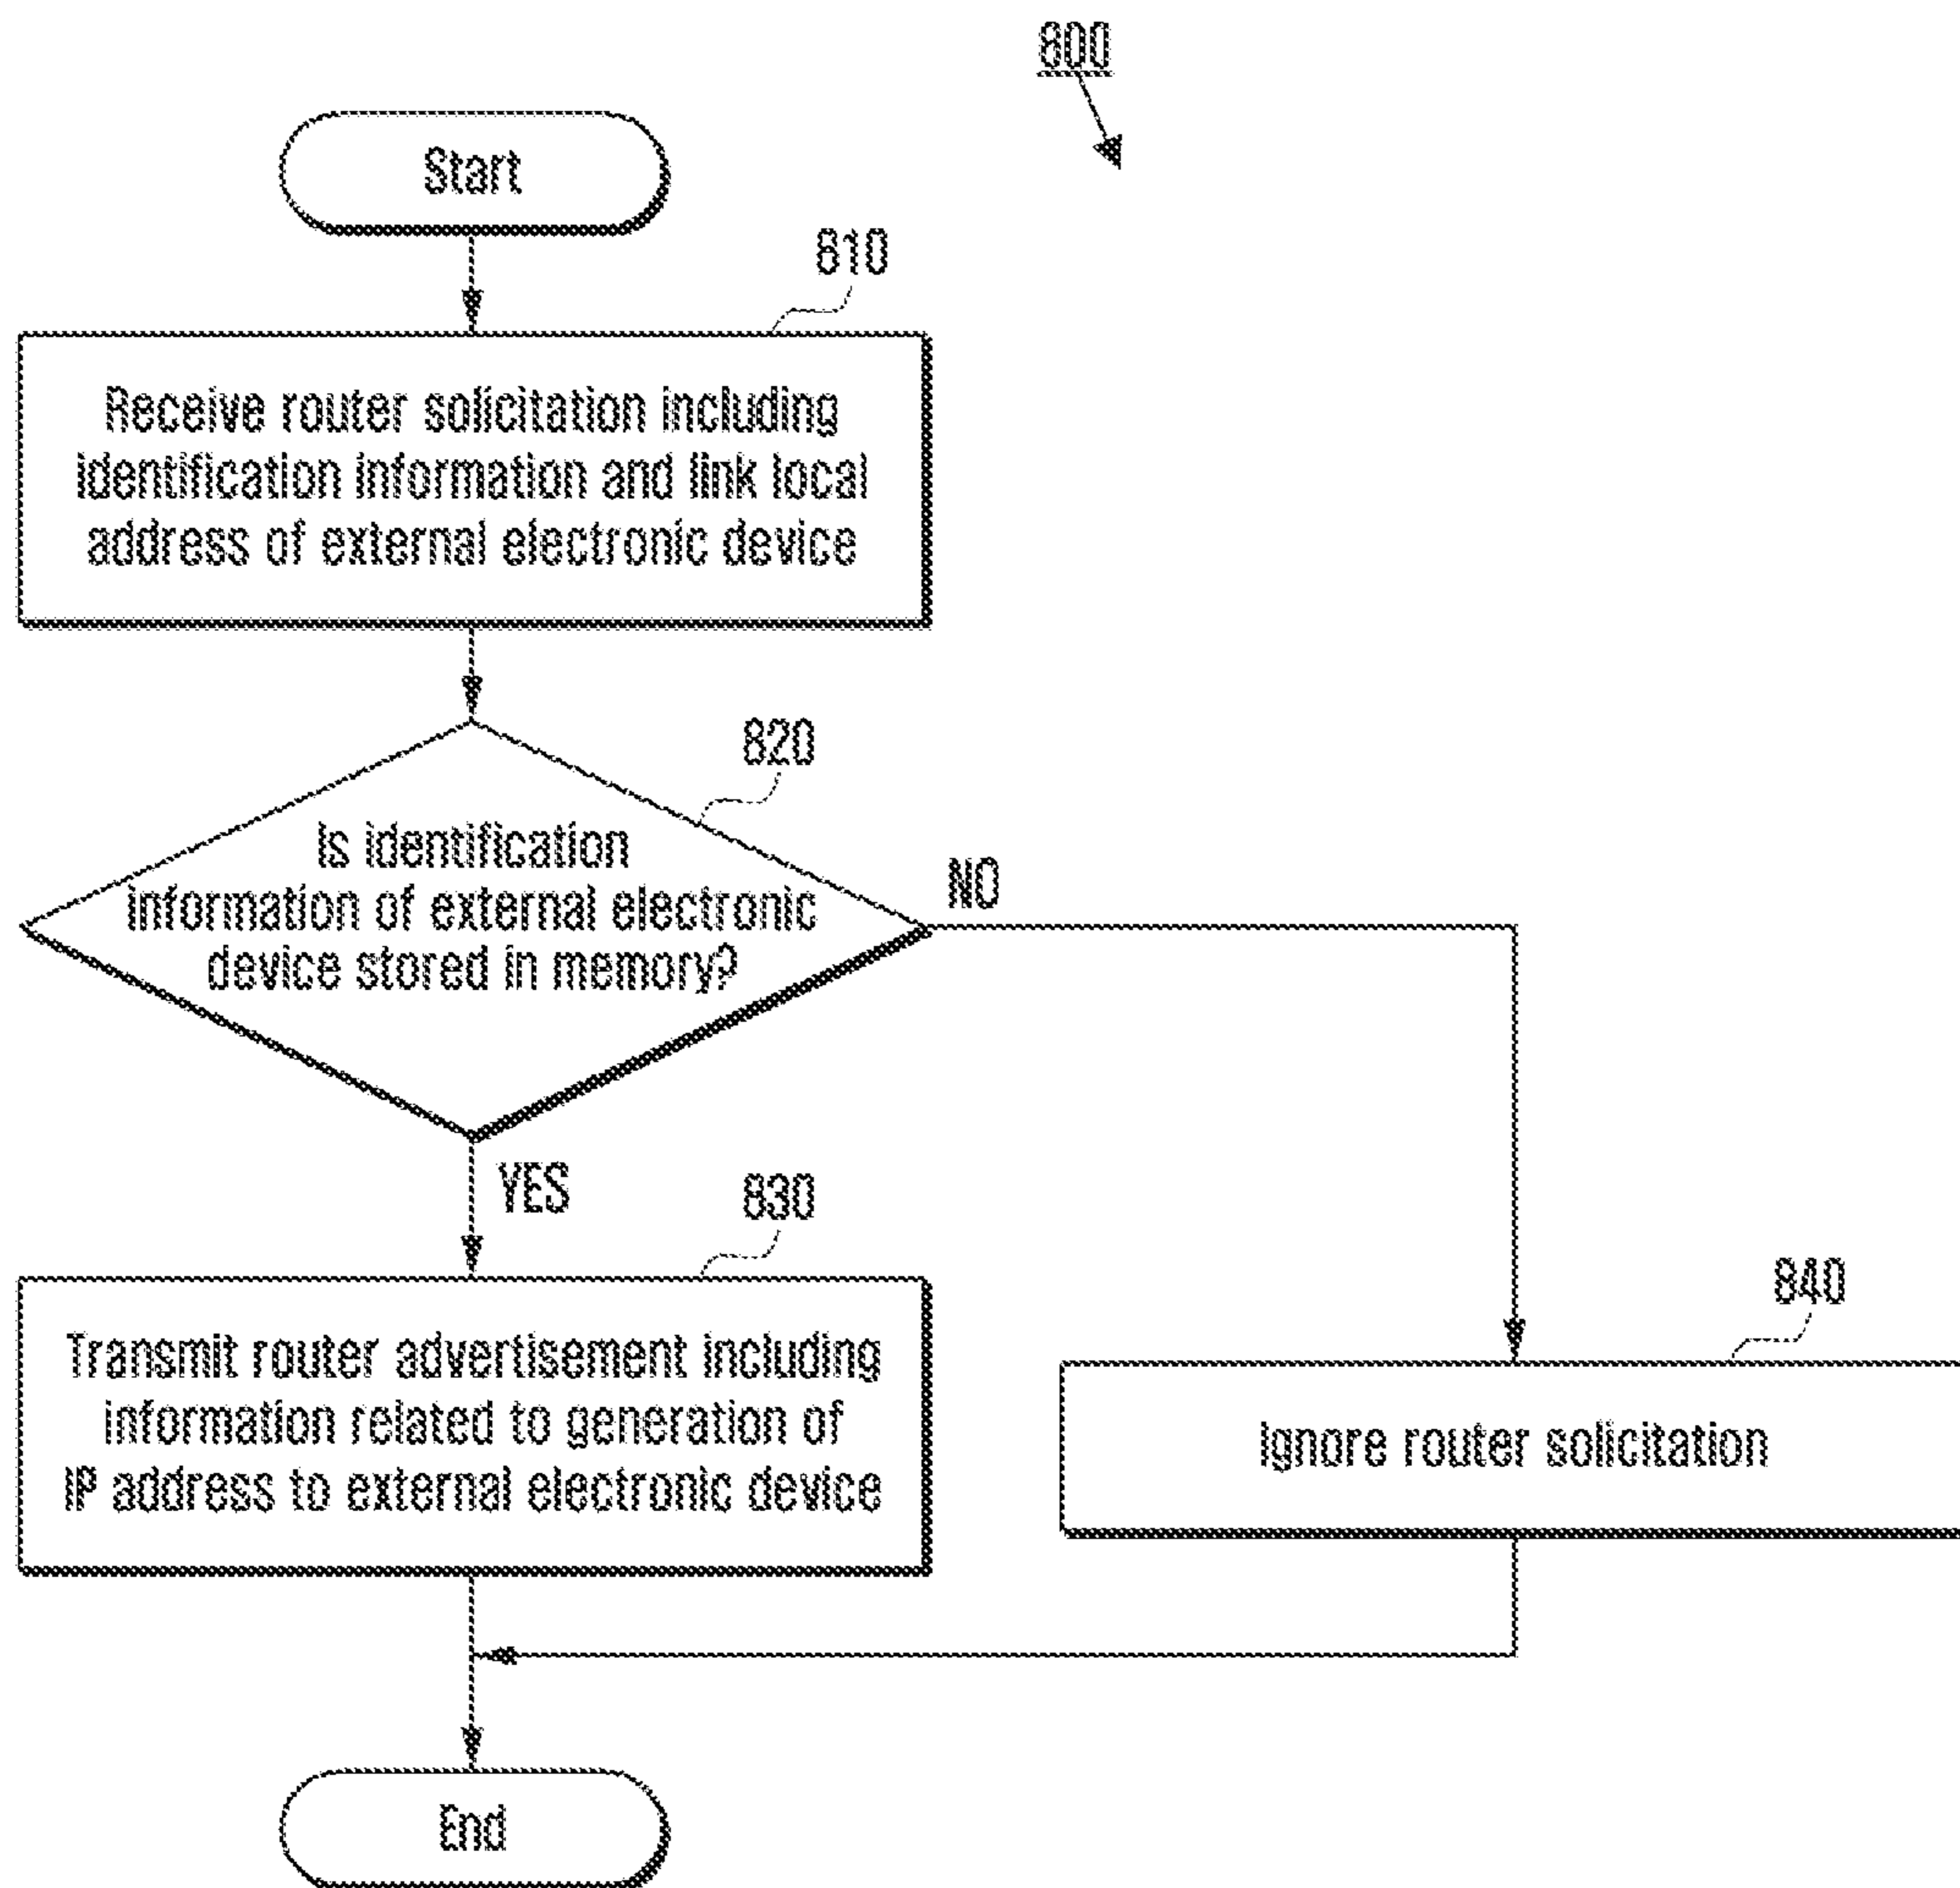 800
Start
810
Receive router solicitation including
identification information and link local
address of external electronic device
820
Is identification
information of external electronic
device stored in memory?
NO
YES
830
Transmit router advertisement including
information related to generation of
IP address to external electronic device
840
Ignore router solicitation
End